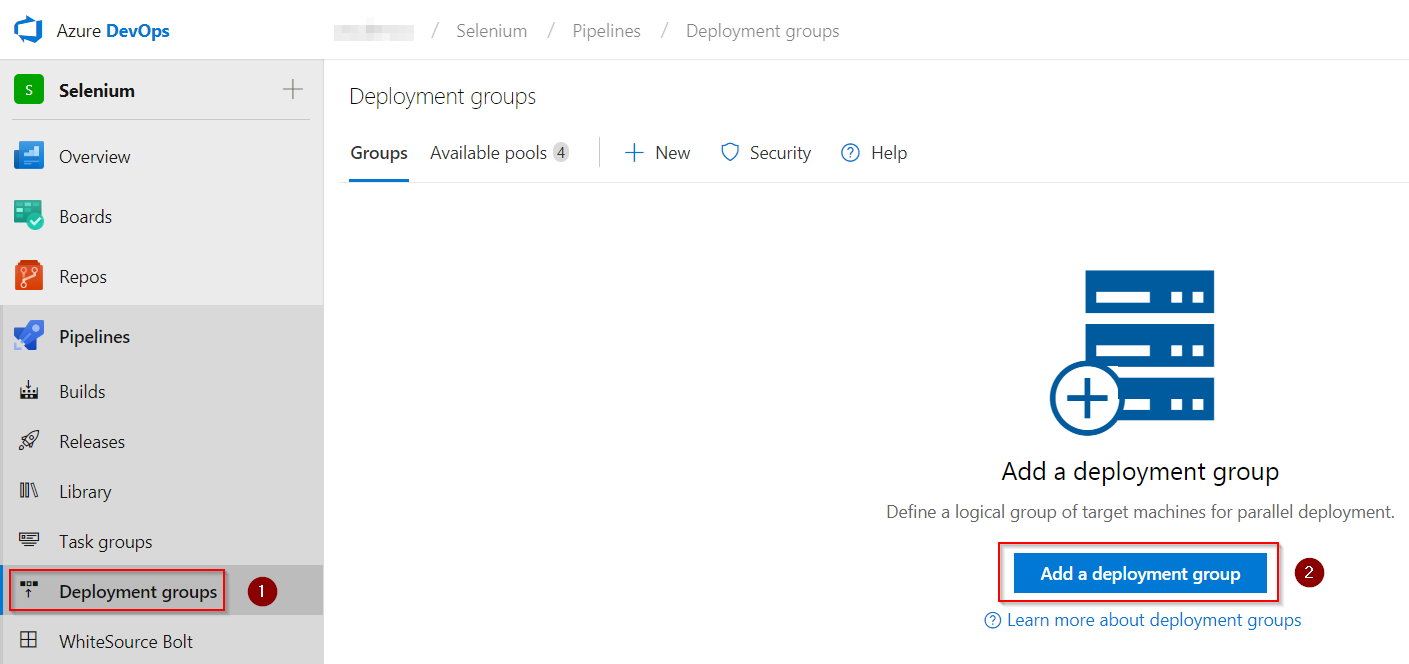 Azure DevOps
/ Selenium / Pipelines / Deployment groups
S Selenium
Overview
Boards
Repos
Pipelines
Builds
Releases
Library
Task groups
Deployment groups 1
WhiteSource Bolt
Deployment groups
Groups Available pools 4 New Security ? Help
Add a deployment group
Define a logical group of target machines for parallel deployment.
Add a deployment group 2
? Learn more about deployment groups